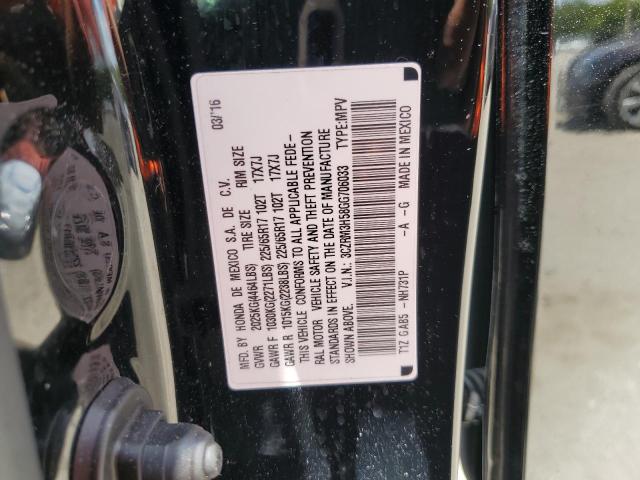 MFD. BY HONDA DE MEXICO S.A. DE C.V. 03/'16
GVWR 2025KG(4464LBS) TIRE SIZE RIM SIZE
GAWR F 1030KG(2271LBS) 225/65R17 102T 17X7J
GAWR R 1015KG(2238LBS) 225/65R17 102T 17X7J
THIS VEHICLE CONFORMS TO ALL APPLICABLE FEDE-
RAL MOTOR VEHICLE SAFETY AND THEFT PREVENTION
STANDARDS IN EFFECT ON THE DATE OF MANUFACTURE
SHOWN ABOVE. V.I.N.: 3CZRM3H58GG706033 TYPE:MPV
T1Z GAB5 -NH731P -A -G MADE IN MEXICO